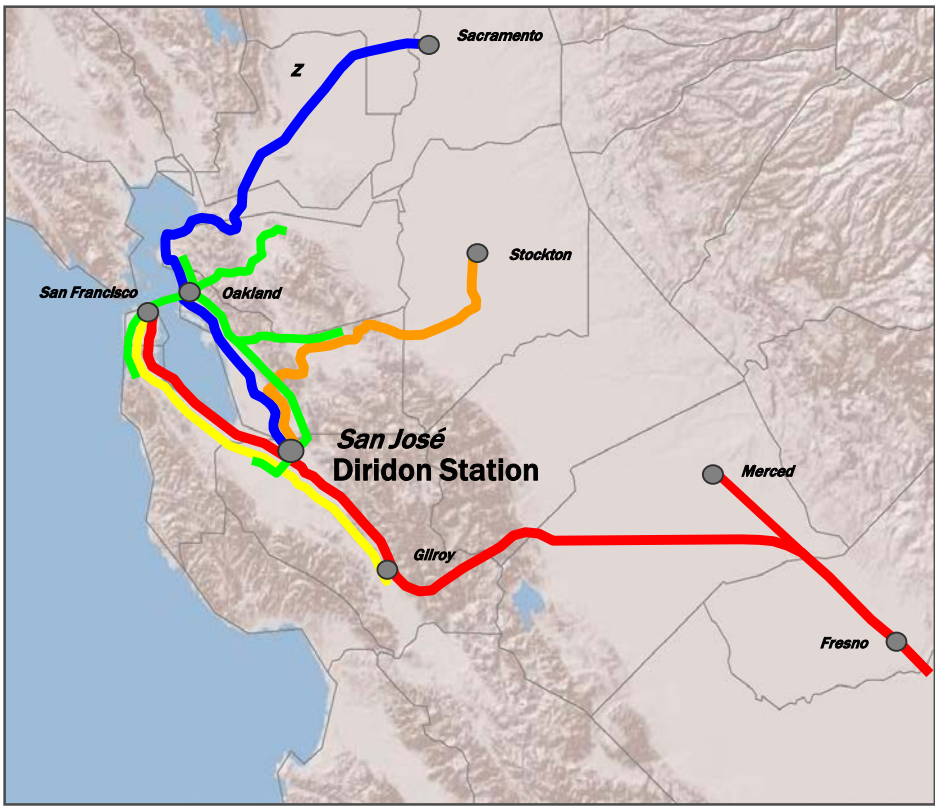 Sacramento
Z
Stockton
San Francisco
Oakland
San José
Diridon Station
Merced
Gilroy
Fresno